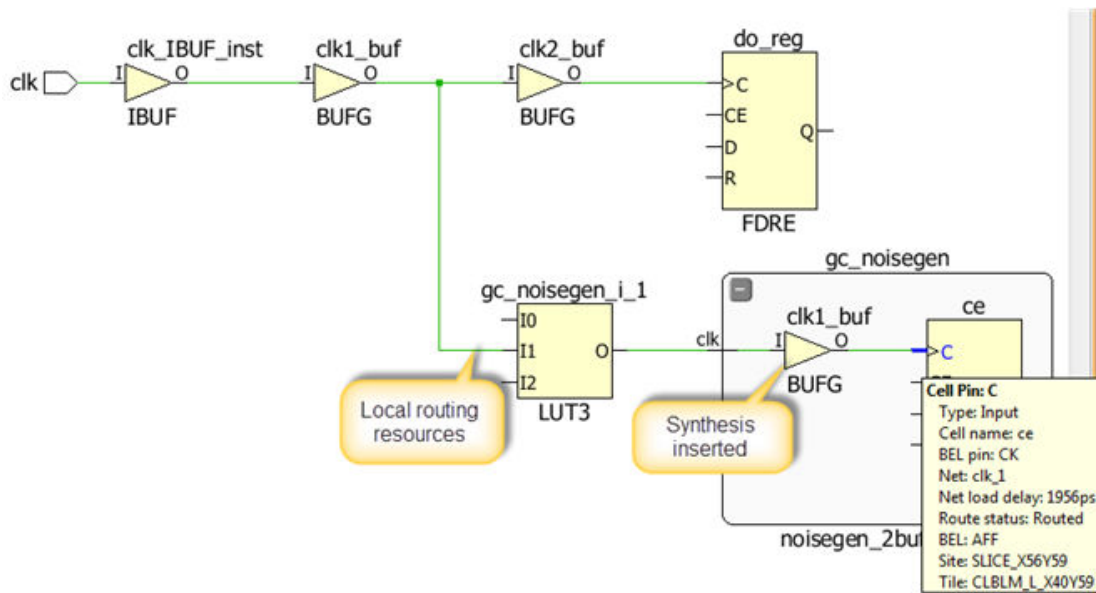 clk_IBUF_inst
clk1_buf
clk2_buf
do_reg
clk
I
O
I
O
I
O
C
IBUF
BUFG
BUFG
CE
D
Q
R
FDRE
gc_noisegen
gc_noisegen_i_1
ce
I0
clk1_buf
I1
O
clk
I
O
C
I2
BUFG
LUT3
Local routing
resources
Synthesis
inserted
Cell Pin: C
Type: Input
Cell name: ce
BEL pin: CK
Net: clk_1
Net load delay: 1956ps
Route status: Routed
BEL: AFF
Site: SLICE_X56Y59
Tile: CLBLM_L_X40Y59
noisegen_2buf